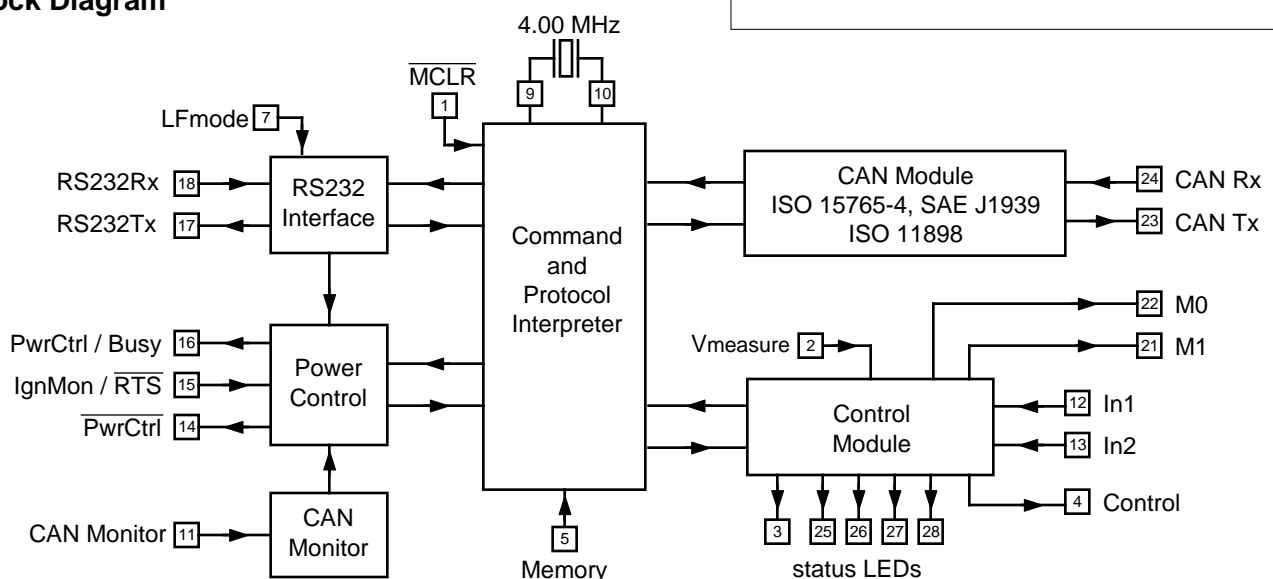 ock Diagram
4.00 MHz
MCLR
1
9
10
LFmode 7
RS232Rx 18
RS232Tx 17
RS232
Interface
Command
and
Protocol
Interpreter
CAN Module
ISO 15765-4, SAE J1939
ISO 11898
24 CAN Rx
23 CAN Tx
22 M0
21 M1
PwrCtrl / Busy 16
IgnMon / RTS 15
PwrCtrl 14
Power
Control
Vmeasure 2
Control
Module
12 In1
13 In2
4 Control
CAN Monitor 11
CAN
Monitor
5
Memory
3 25 26 27 28
status LEDs